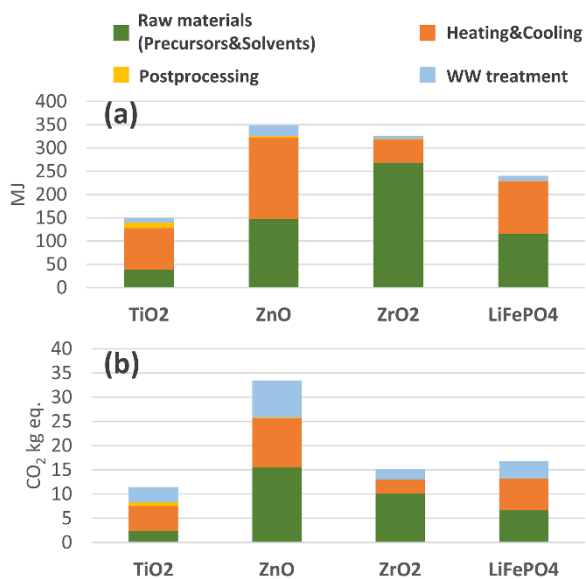 Raw materials
(Precursors&Solvents)
Heating&Cooling
Postprocessing
WW treatment
(a)
MJ
400
350
300
250
200
150
100
50
0
TiO2 ZnO ZrO2 LiFePO4
(b)
CO₂ kg eq.
40
35
30
25
20
15
10
5
0
TiO2 ZnO ZrO2 LiFePO4